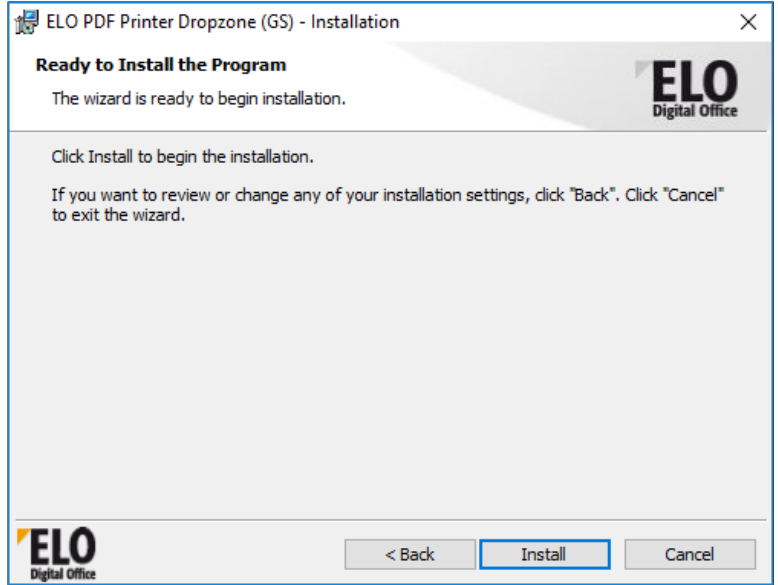 ELO PDF Printer Dropzone (GS) - Installation
Ready to Install the Program
The wizard is ready to begin installation.
ELO
Digital Office
Click Install to begin the installation.
If you want to review or change any of your installation settings, click "Back". Click "Cancel"
to exit the wizard.
ELO
Digital Office
< Back
Install
Cancel